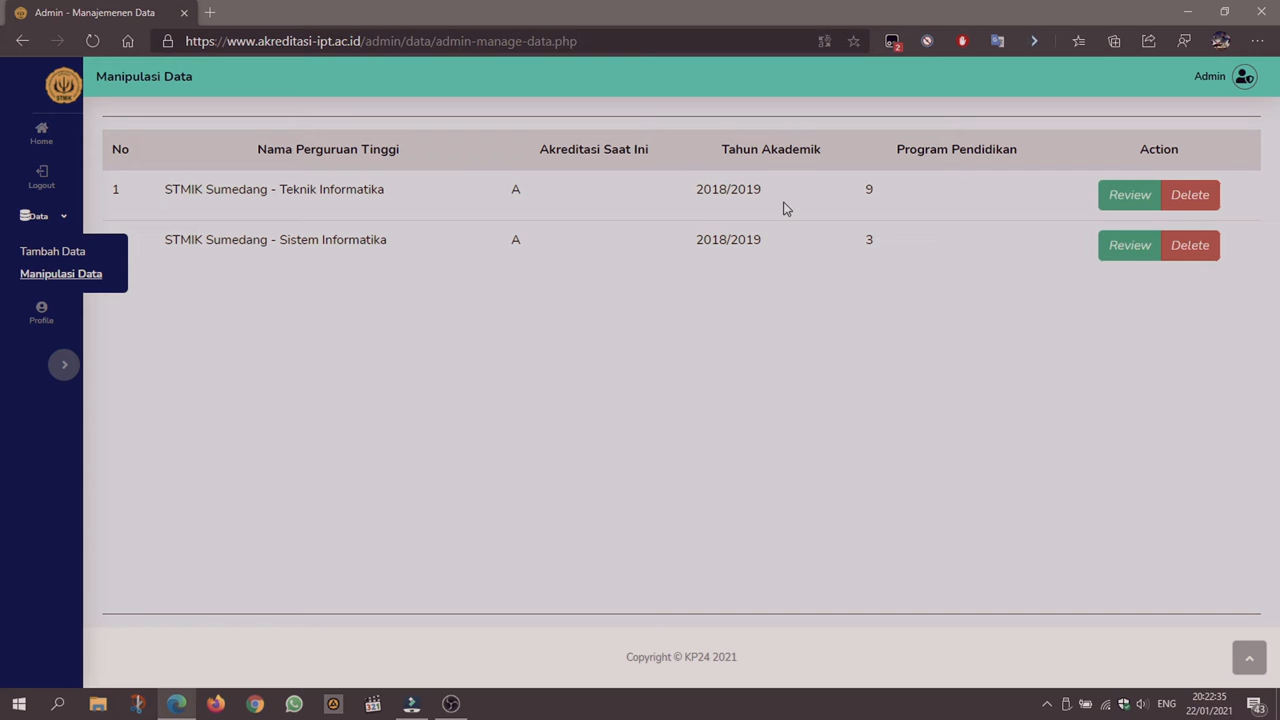 Admin - Manajemenen Data
https://www.akreditasi-ipt.ac.id/admin/data/admin-manage-data.php
2
STMIK
Manipulasi Data
Admin
Home
Logout
Data
Tambah Data
Manipulasi Data
Profile
No Nama Perguruan Tinggi Akreditasi Saat Ini Tahun Akademik Program Pendidikan Action
1 STMIK Sumedang - Teknik Informatika A 2018/2019 9 Review Delete
STMIK Sumedang - Sistem Informatika A 2018/2019 3 Review Delete
Copyright © KP24 2021
ENG
20:22:35
22/01/2021
43